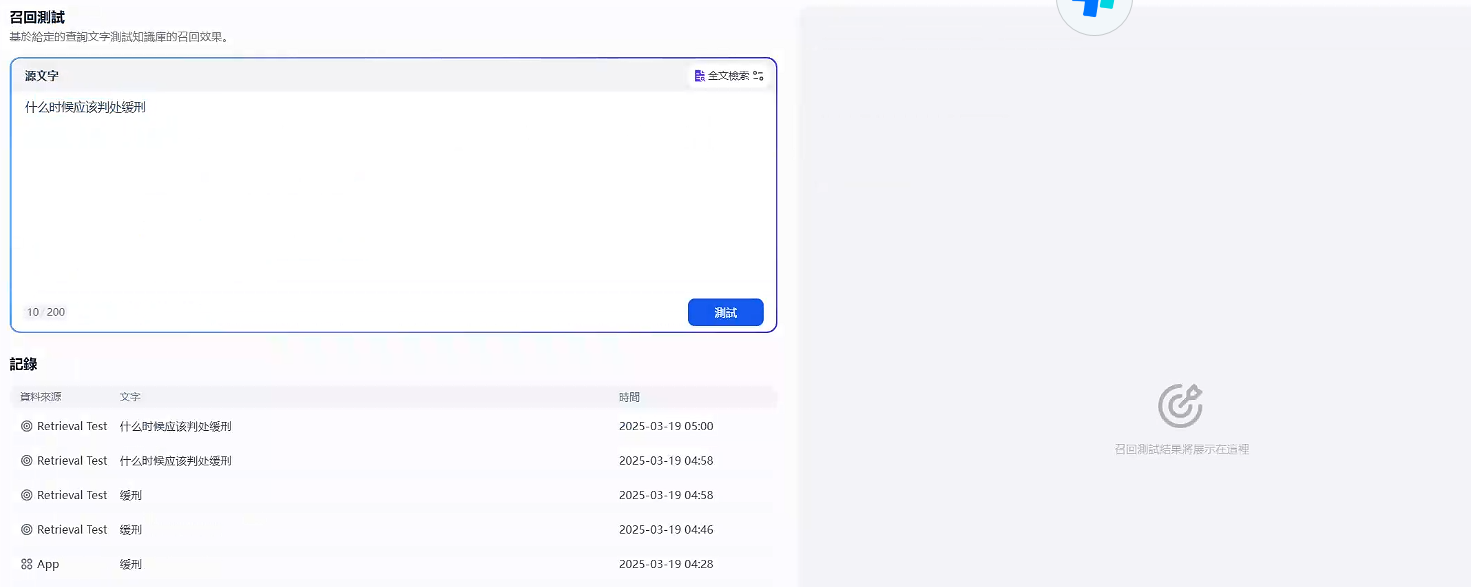 召回測試
基於給定的查詢文字測試知識庫的召回效果。
源文字
全文檢索
什么时候应该判处缓刑
10 / 200
測試
記錄
資料來源 文字 時間
Retrieval Test 什么时候应该判处缓刑 2025-03-19 05:00
Retrieval Test 什么时候应该判处缓刑 2025-03-19 04:58
Retrieval Test 缓刑 2025-03-19 04:58
Retrieval Test 缓刑 2025-03-19 04:46
App 缓刑 2025-03-19 04:28
召回測試結果將展示在這裡